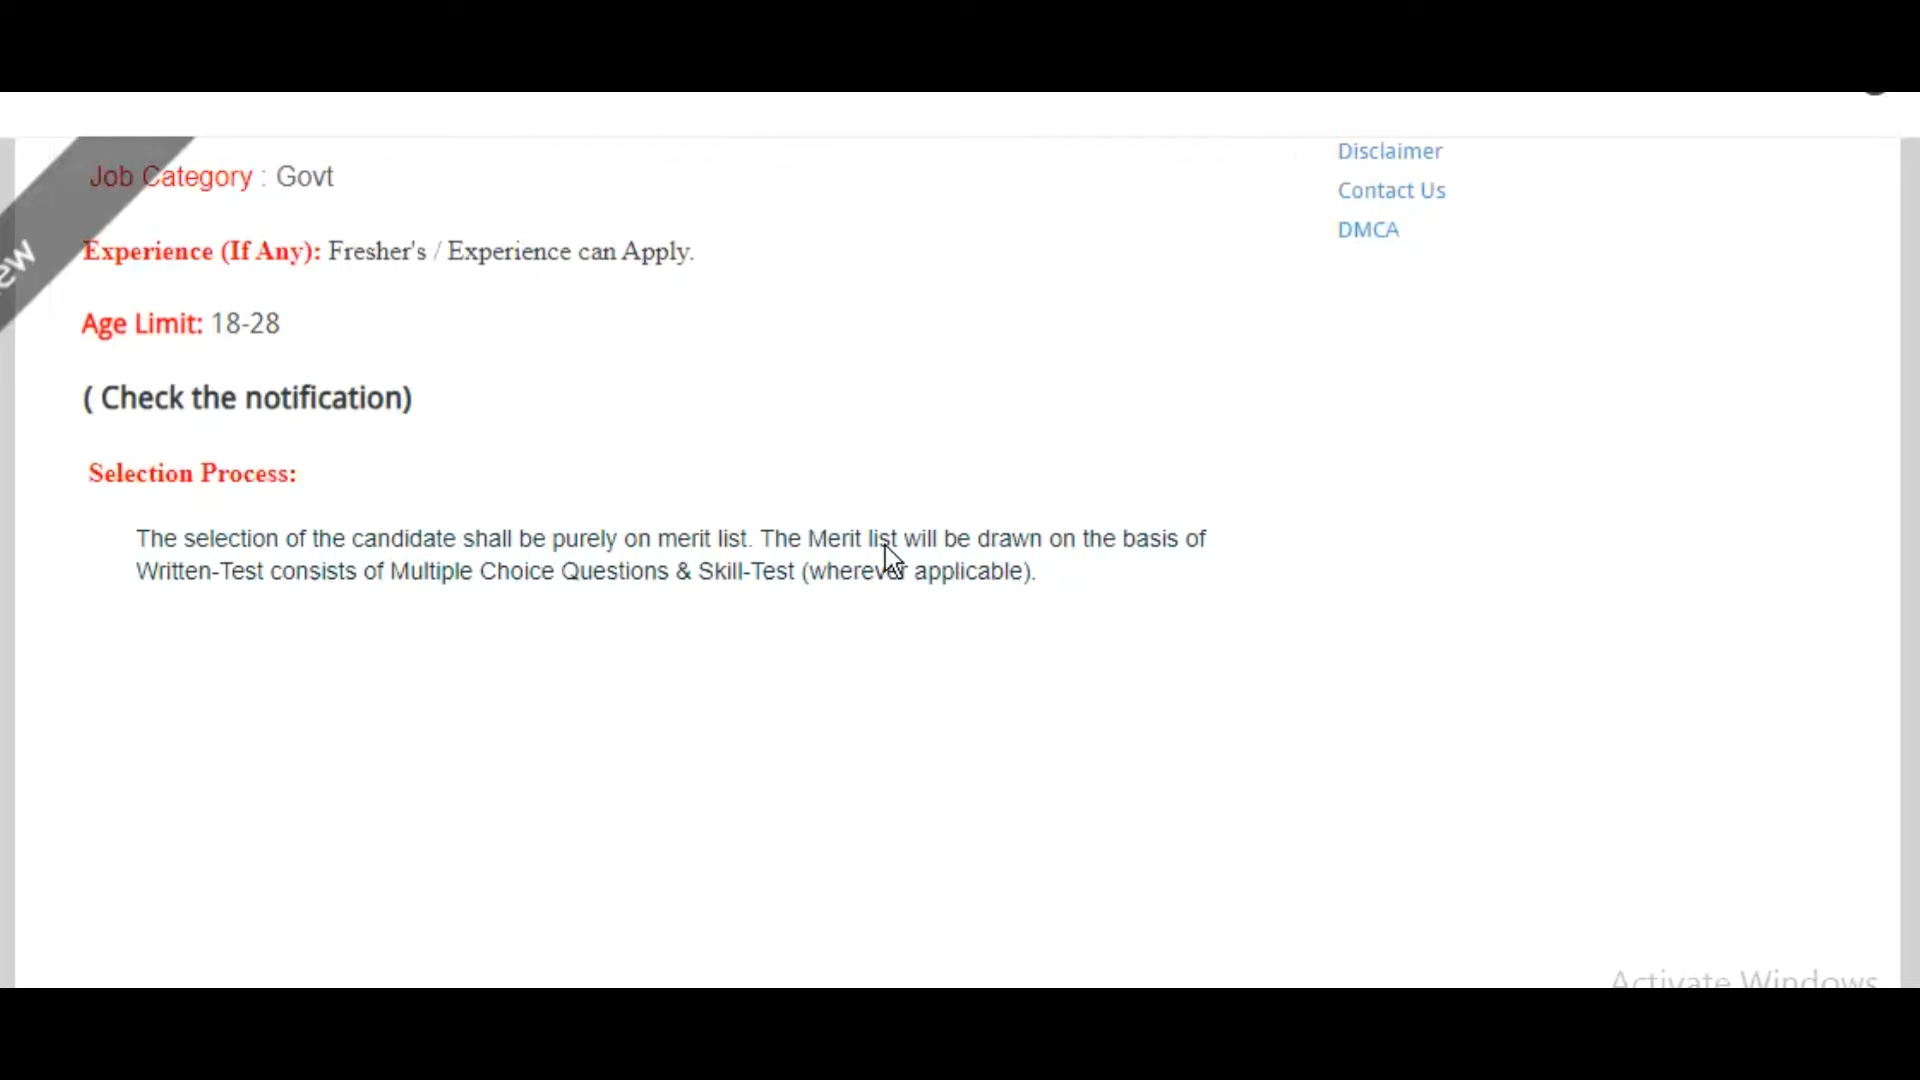 Job Category : Govt
Experience (If Any): Fresher's / Experience can Apply.
Age Limit: 18-28
( Check the notification)
Selection Process:
The selection of the candidate shall be purely on merit list. The Merit list will be drawn on the basis of
Written-Test consists of Multiple Choice Questions & Skill-Test (wherever applicable).
Disclaimer
Contact Us
DMCA
Activate Windows